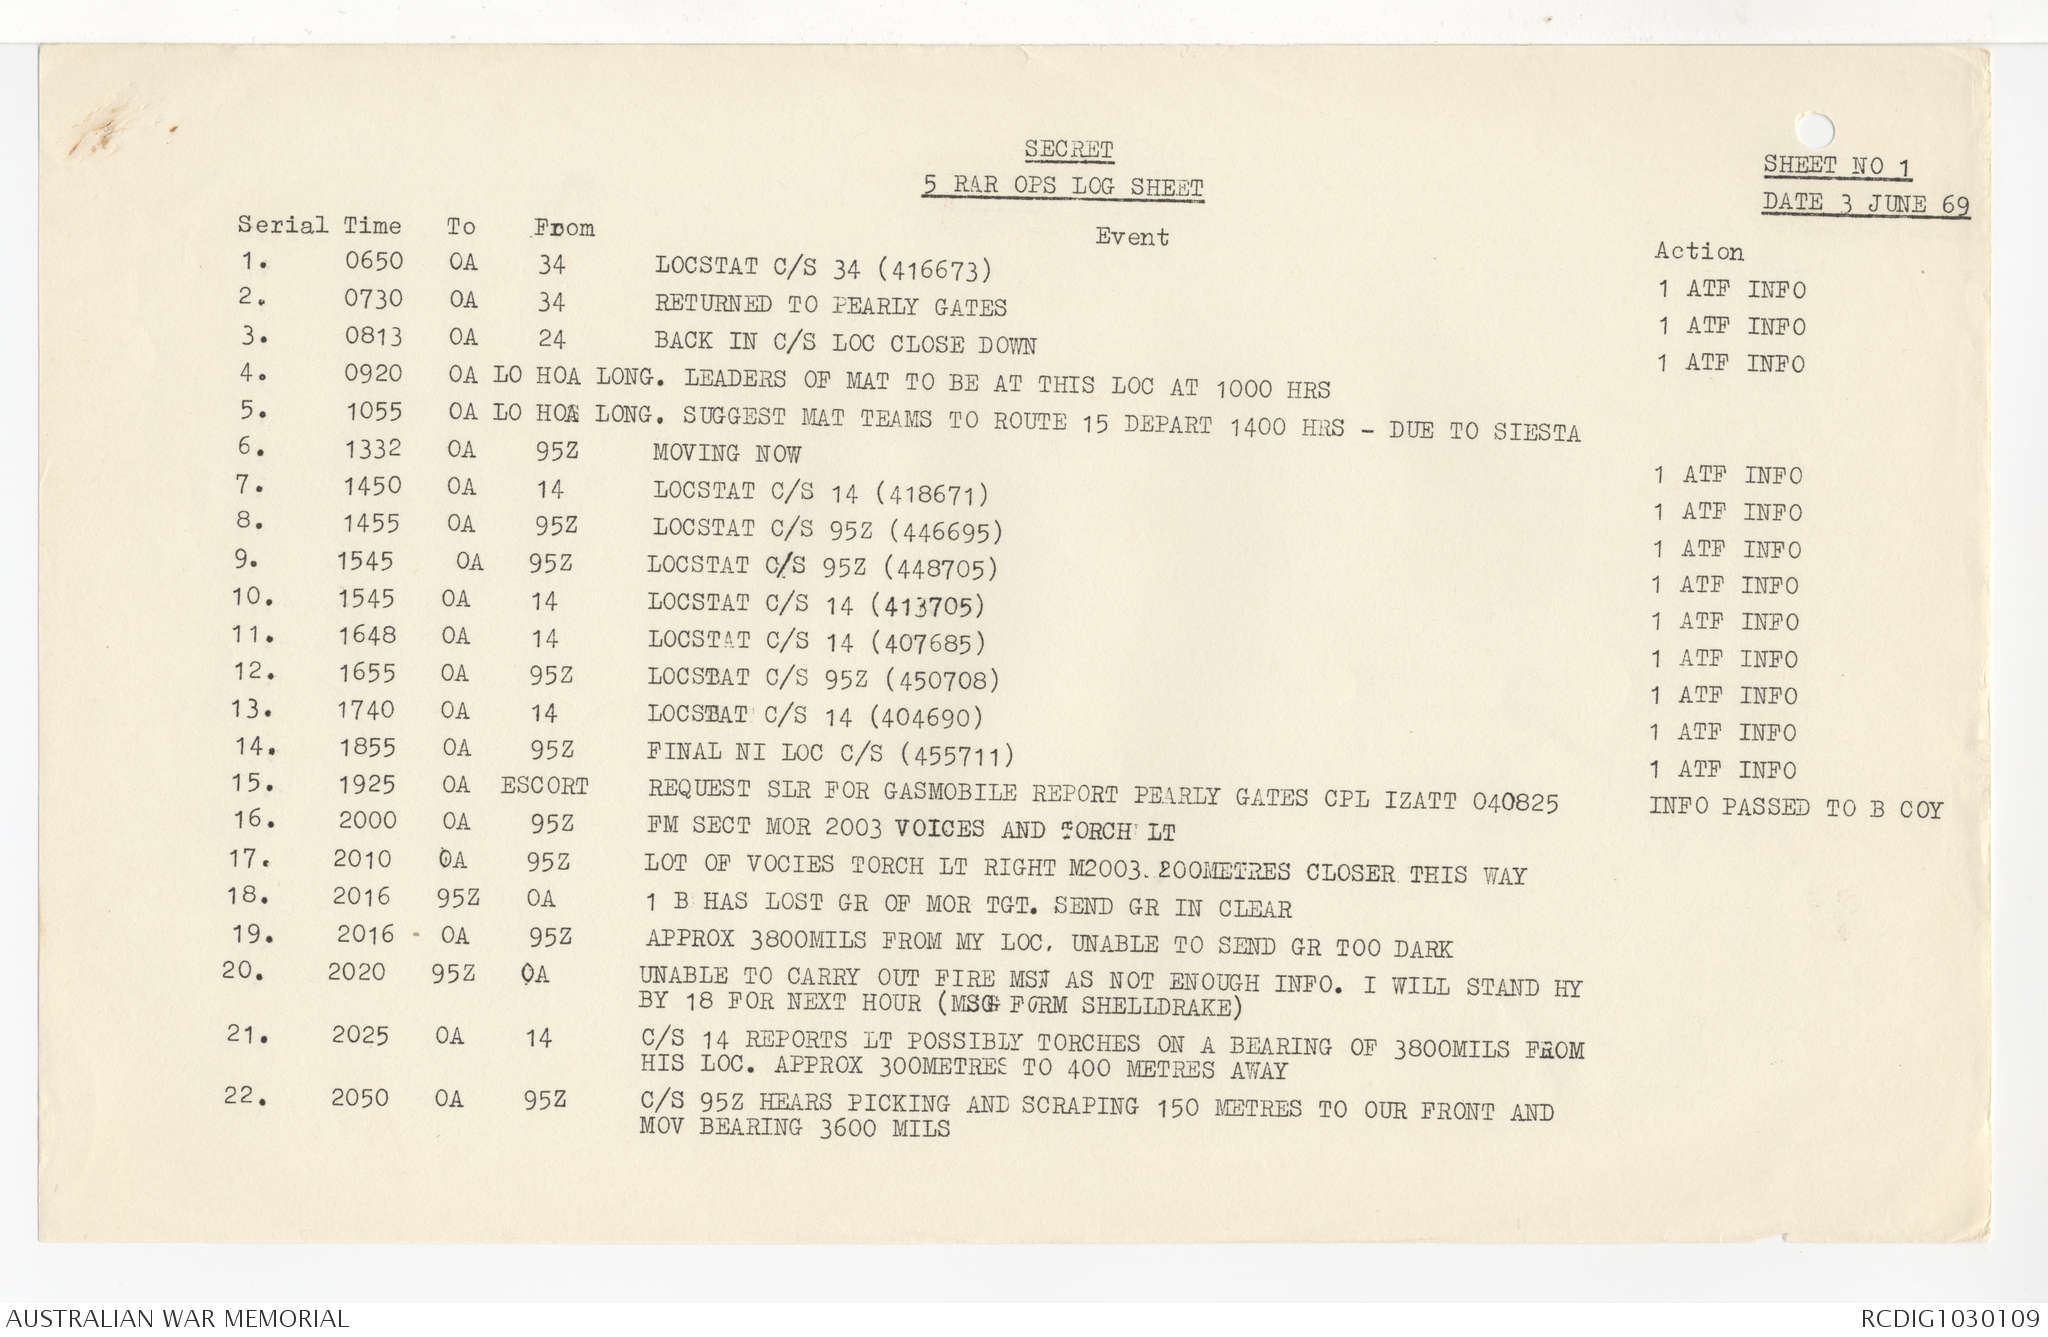 SECRET
5 RAR OPS LOG SHEET
SHEET NO 1
DATE 3 JUNE 69
Serial Time To From Event Action
1. 0650 OA 34 LOCSTAT C/S 34 (416673) 1 ATF INFO
2. 0730 OA 34 RETURNED TO PEARLY GATES 1 ATF INFO
3. 0813 OA 24 BACK IN C/S LOC CLOSE DOWN 1 ATF INFO
4. 0920 OA LO HOA LONG. LEADERS OF MAT TO BE AT THIS LOC AT 1000 HRS
5. 1055 OA LO HOA LONG. SUGGEST MAT TEAMS TO ROUTE 15 DEPART 1400 HRS - DUE TO SIESTA
6. 1332 OA 95Z MOVING NOW 1 ATF INFO
7. 1450 OA 14 LOCSTAT C/S 14 (418671) 1 ATF INFO
8. 1455 OA 95Z LOCSTAT C/S 95Z (446695) 1 ATF INFO
9. 1545 OA 95Z LOCSTAT C/S 95Z (448705) 1 ATF INFO
10. 1545 OA 14 LOCSTAT C/S 14 (413705) 1 ATF INFO
11. 1648 OA 14 LOCSTAT C/S 14 (407685) 1 ATF INFO
12. 1655 OA 95Z LOCSTAT C/S 95Z (450708) 1 ATF INFO
13. 1740 OA 14 LOCSTAT C/S 14 (404690) 1 ATF INFO
14. 1855 OA 95Z FINAL NI LOC C/S (455711) 1 ATF INFO
15. 1925 OA ESCORT REQUEST SLR FOR GASMOBILE REPORT PEARLY GATES CPL IZATT 040825 INFO PASSED TO B COY
16. 2000 OA 95Z FM SECT MOR 2003 VOICES AND TORCH LT
17. 2010 OA 95Z LOT OF VOCIES TORCH LT RIGHT M2003. 200METRES CLOSER THIS WAY
18. 2016 95Z OA 1 B HAS LOST GR OF MOR TGT. SEND GR IN CLEAR
19. 2016 - OA 95Z APPROX 3800MILS FROM MY LOC. UNABLE TO SEND GR TOO DARK
20. 2020 95Z OA UNABLE TO CARRY OUT FIRE MSN AS NOT ENOUGH INFO. I WILL STAND HY
BY 18 FOR NEXT HOUR (MSG FORM SHELLDRAKE)
21. 2025 OA 14 C/S 14 REPORTS LT POSSIBLY TORCHES ON A BEARING OF 3800MILS FROM
HIS LOC. APPROX 300METRES TO 400 METRES AWAY
22. 2050 OA 95Z C/S 95Z HEARS PICKING AND SCRAPING 150 METRES TO OUR FRONT AND
MOV BEARING 3600 MILS
AUSTRALIAN WAR MEMORIAL
RCDIG1030109